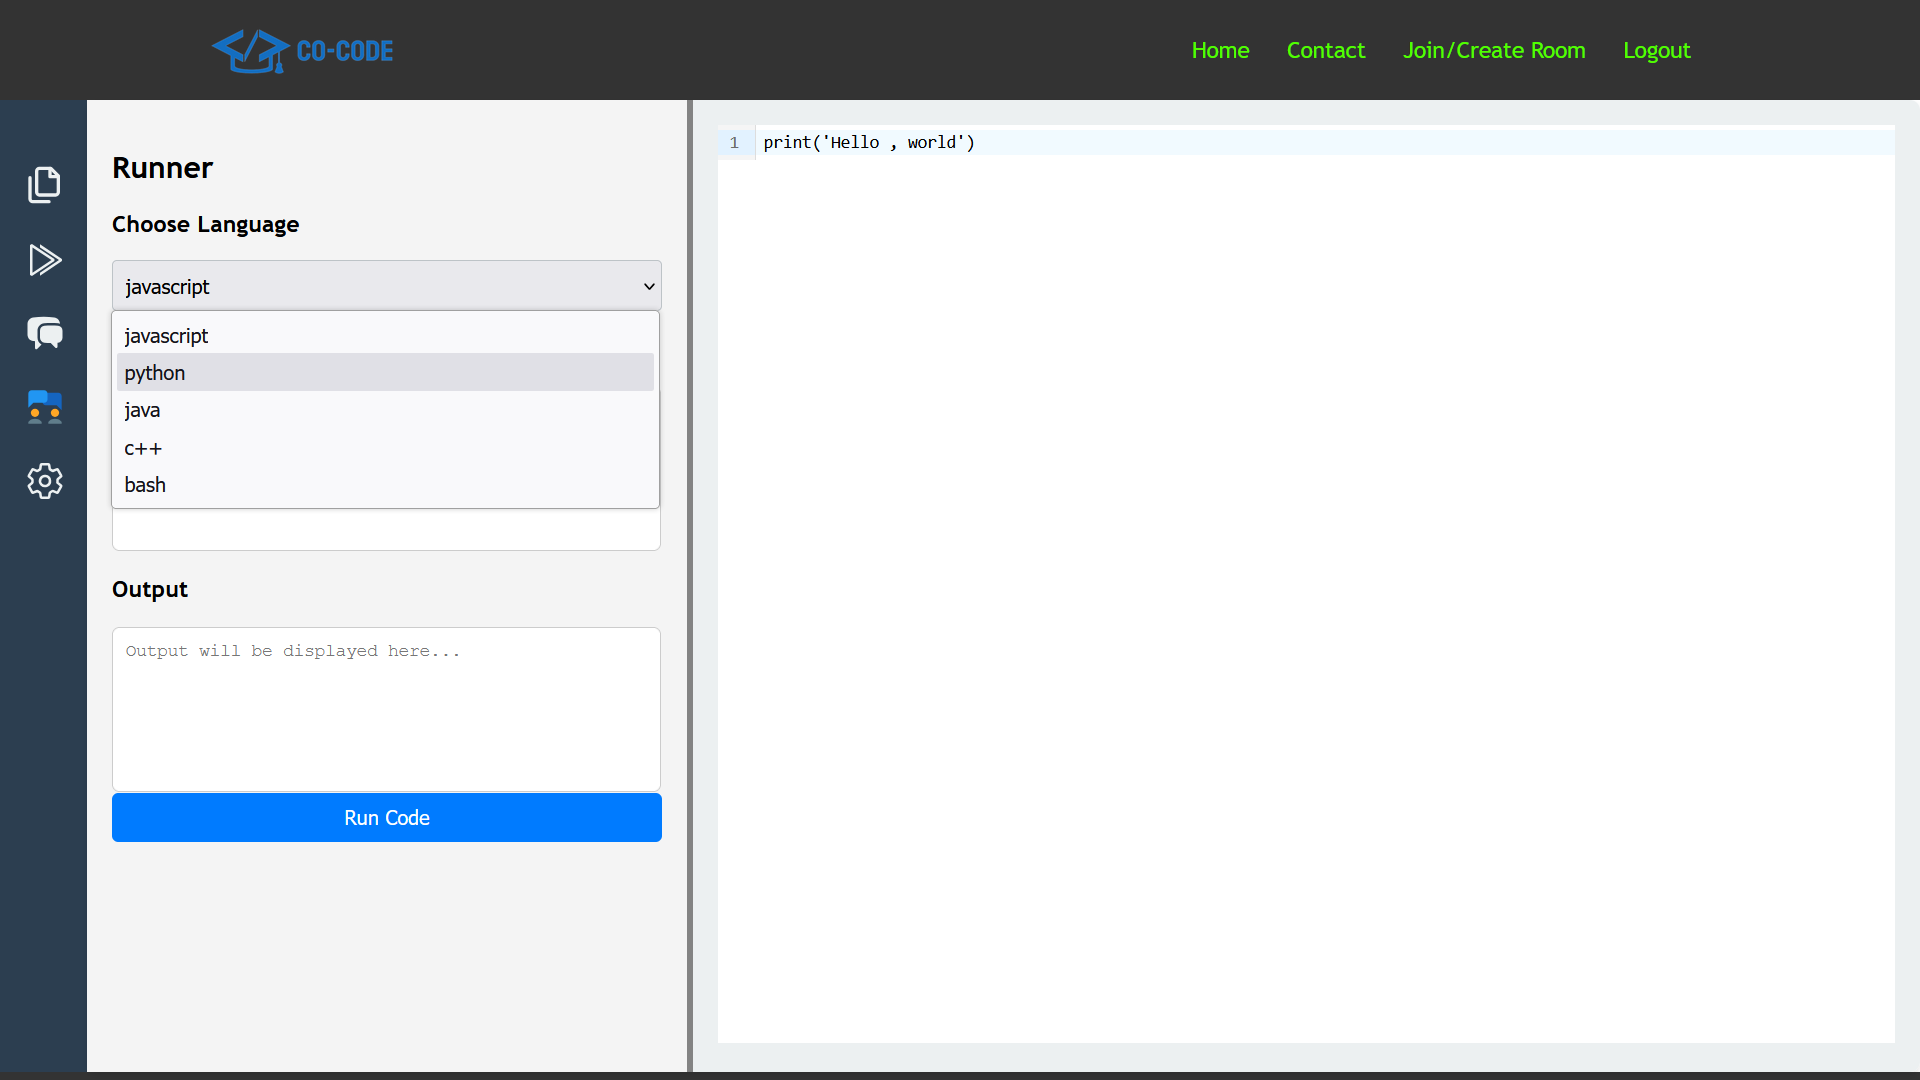 CO-CODE
Home
Contact
Join/Create Room
Logout
Runner
Choose Language
javascript
javascript
python
java
c++
bash
Output
Output will be displayed here...
Run Code
1 print('Hello , world')